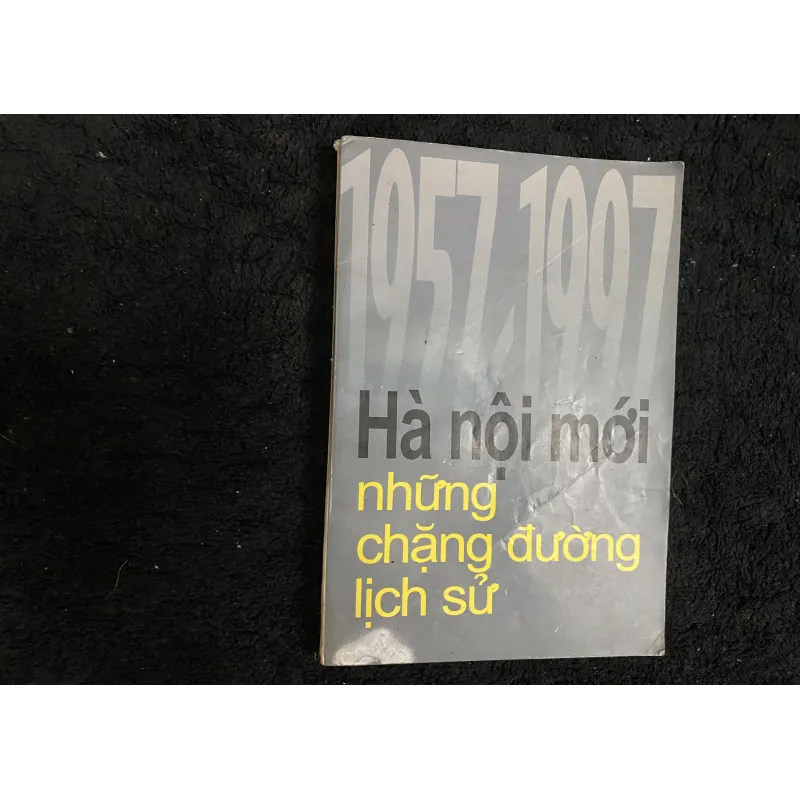 1957-1997
Hà nội mới
những
chặng đường
lịch sử